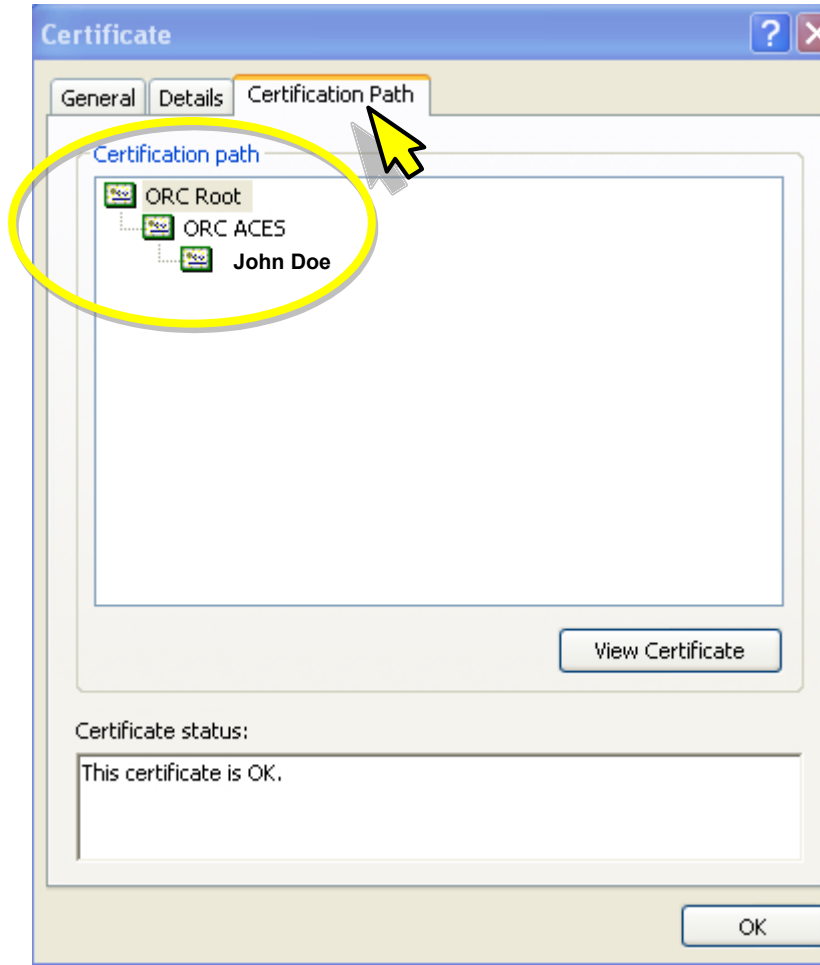 Certificate
?
General Details Certification Path
Certification path
ORC Root
ORC ACES
John Doe
View Certificate
Certificate status:
This certificate is OK.
OK